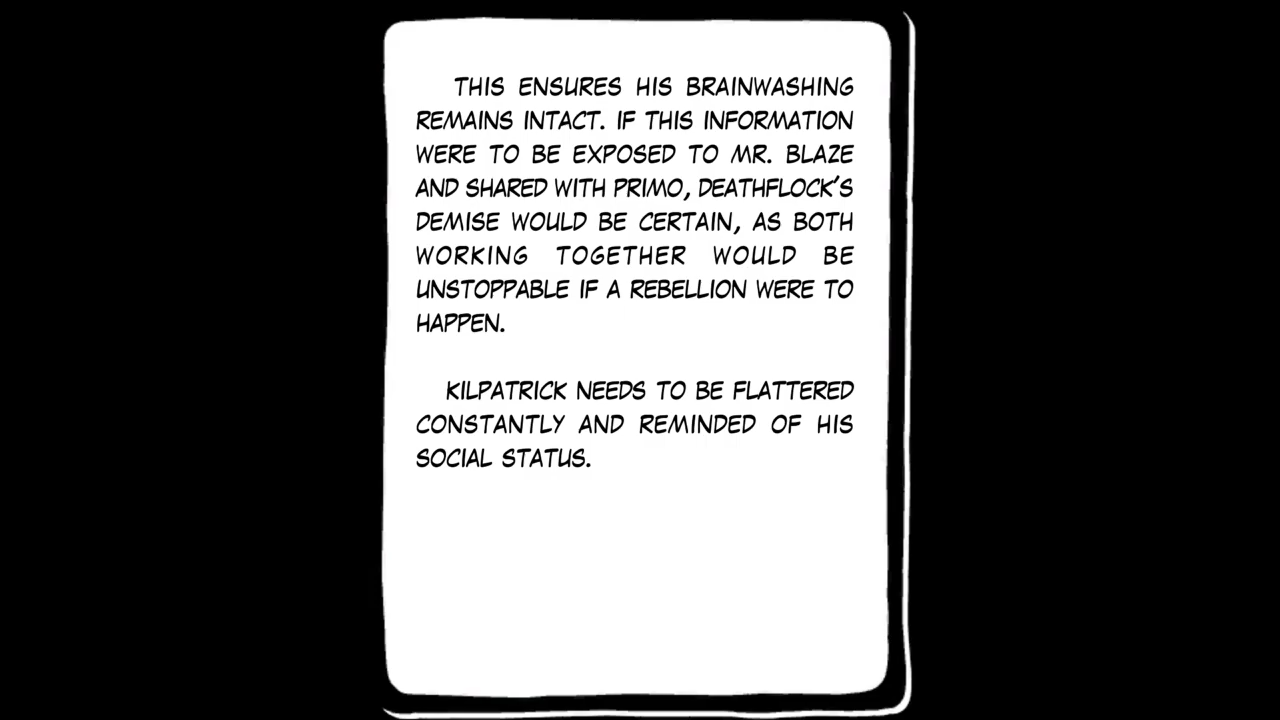 THIS ENSURES HIS BRAINWASHING
REMAINS INTACT. IF THIS INFORMATION
WERE TO BE EXPOSED TO MR. BLAZE
AND SHARED WITH PRIMO, DEATHFLOCK'S
DEMISE WOULD BE CERTAIN, AS BOTH
WORKING TOGETHER WOULD BE
UNSTOPPABLE IF A REBELLION WERE TO
HAPPEN.
KILPATRICK NEEDS TO BE FLATTERED
CONSTANTLY AND REMINDED OF HIS
SOCIAL STATUS.